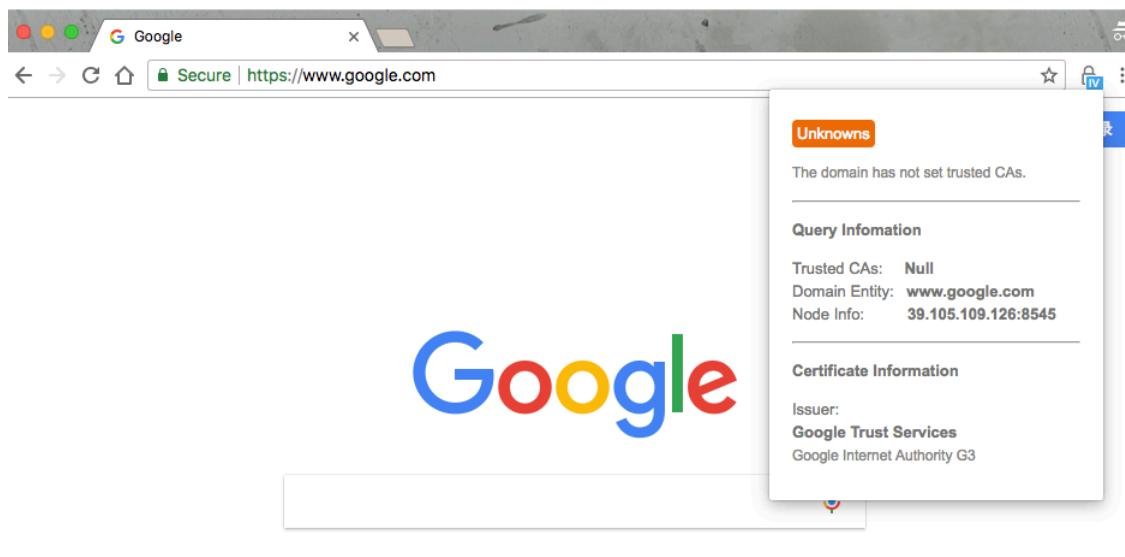 Google
Secure | https://www.google.com
IV
Unknowns
The domain has not set trusted CAs.
Query Infomation
Trusted CAs: Null
Domain Entity: www.google.com
Node Info: 39.105.109.126:8545
Certificate Information
Issuer:
Google Trust Services
Google Internet Authority G3
Google